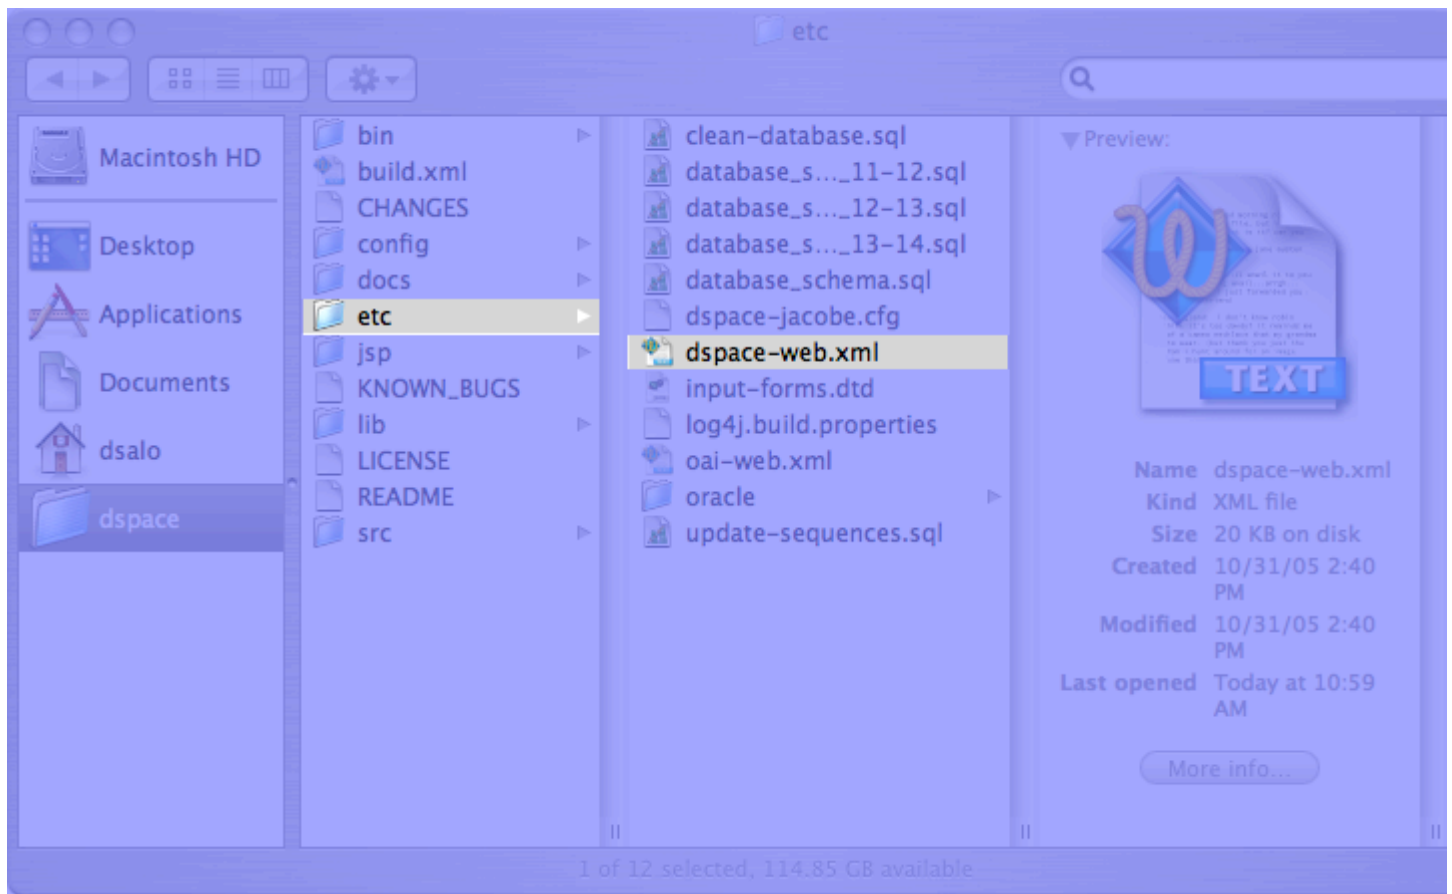 etc
Macintosh HD
Desktop
Applications
Documents
dsalo
dspace
bin
build.xml
CHANGES
config
docs
etc
jsp
KNOWN_BUGS
lib
LICENSE
README
src
clean-database.sql
database_s..._11-12.sql
database_s..._12-13.sql
database_s..._13-14.sql
database_schema.sql
dspace-jacobe.cfg
dspace-web.xml
input-forms.dtd
log4j.build.properties
oai-web.xml
oracle
update-sequences.sql
Preview:
TEXT
Name dspace-web.xml
Kind XML file
Size 20 KB on disk
Created 10/31/05 2:40
PM
Modified 10/31/05 2:40
PM
Last opened Today at 10:59
AM
More info...
1 of 12 selected, 114.85 GB available